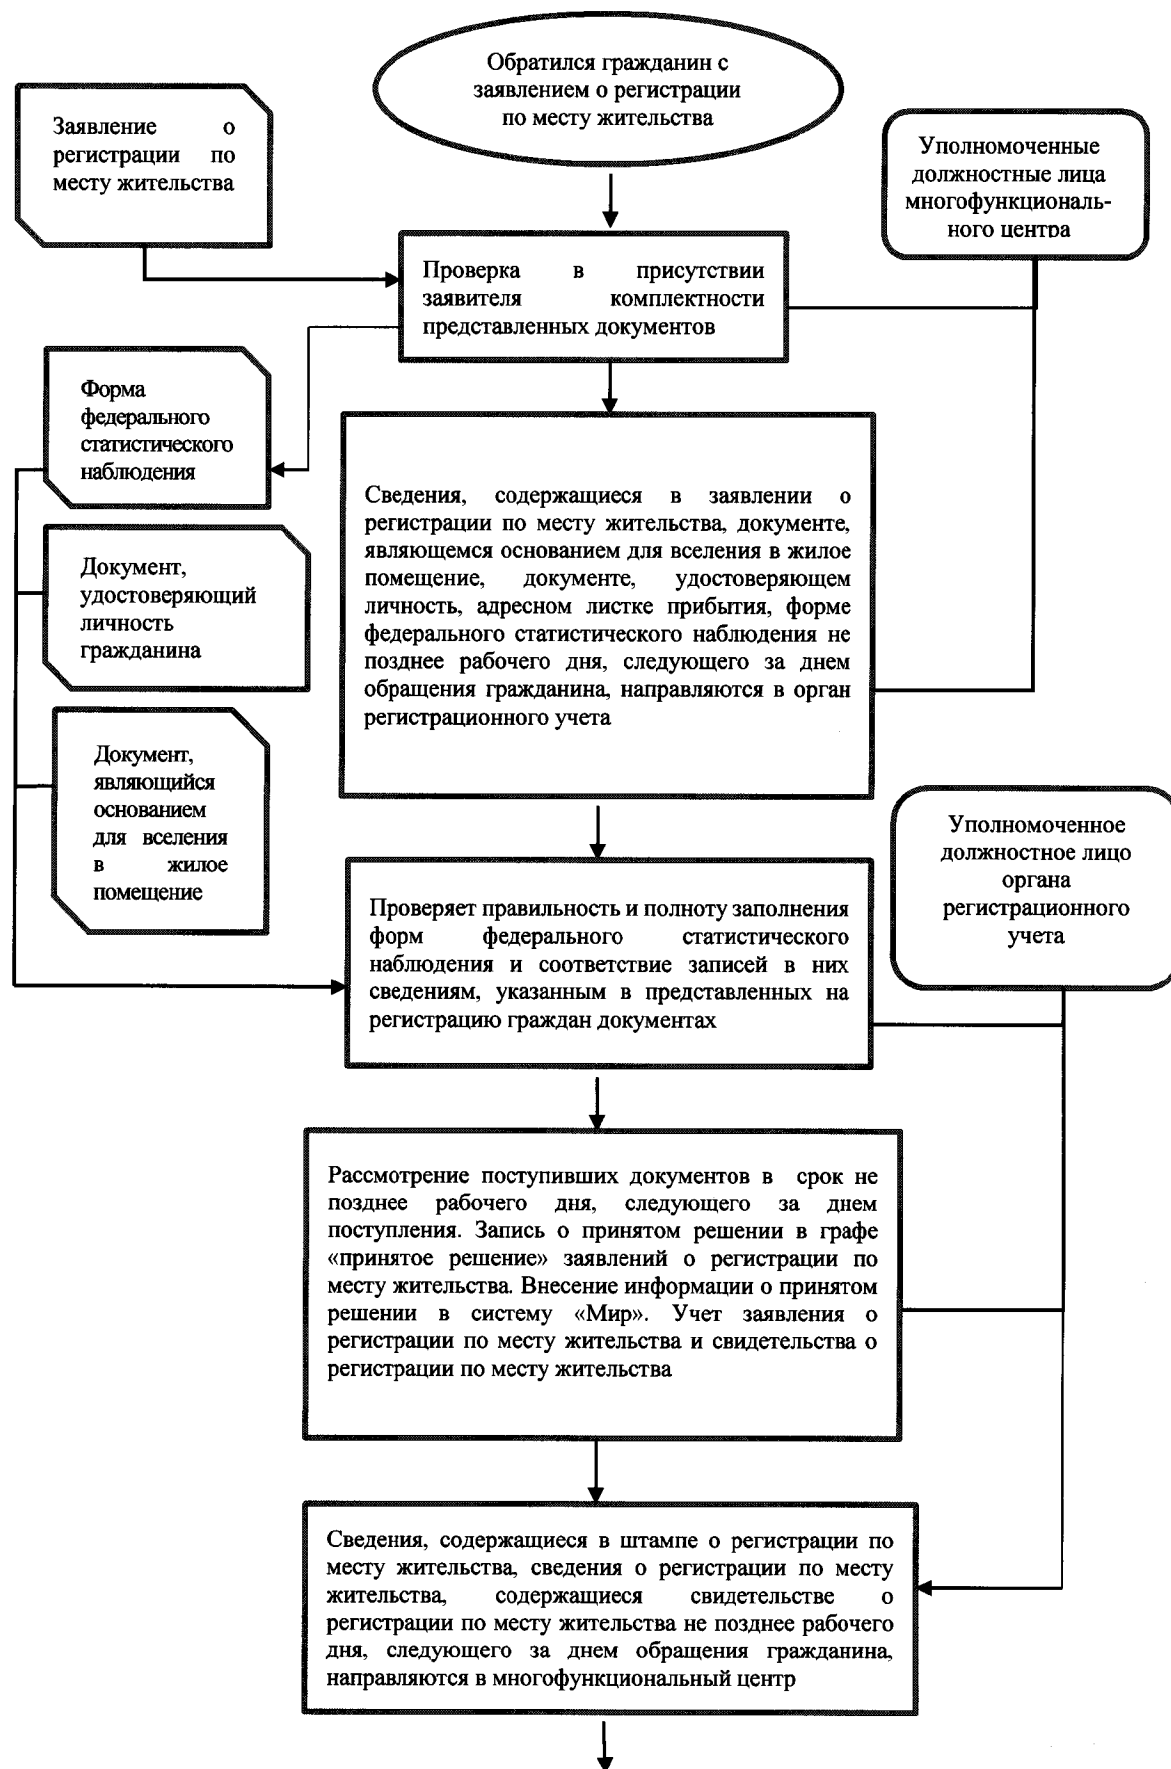 Обратился гражданин с
заявлением о регистрации
по месту жительства
Заявление о
регистрации по
месту жительства
Уполномоченные
должностные лица
многофункциональ-
ного центра
Проверка в присутствии
заявителя комплектности
представленных документов
Форма
федерального
статистического
наблюдения
Сведения, содержащиеся в заявлении о
регистрации по месту жительства, документе,
являющемся основанием для вселения в жилое
помещение, документе, удостоверяющем
личность, адресном листке прибытия, форме
федерального статистического наблюдения не
позднее рабочего дня, следующего за днем
обращения гражданина, направляются в орган
регистрационного учета
Документ,
удостоверяющий
личность
гражданина
Документ,
являющийся
основанием
для вселения
в жилое
помещение
Уполномоченное
должностное лицо
органа
регистрационного
учета
Проверяет правильность и полноту заполнения
форм федерального статистического
наблюдения и соответствие записей в них
сведениям, указанным в представленных на
регистрацию граждан документах
Рассмотрение поступивших документов в срок не
позднее рабочего дня, следующего за днем
поступления. Запись о принятом решении в графе
«принятое решение» заявлений о регистрации по
месту жительства. Внесение информации о принятом
решении в систему «Мир». Учет заявления о
регистрации по месту жительства и свидетельства о
регистрации по месту жительства
Сведения, содержащиеся в штампе о регистрации по
месту жительства, сведения о регистрации по месту
жительства, содержащиеся свидетельстве о
регистрации по месту жительства не позднее рабочего
дня, следующего за днем обращения гражданина,
направляются в многофункциональный центр